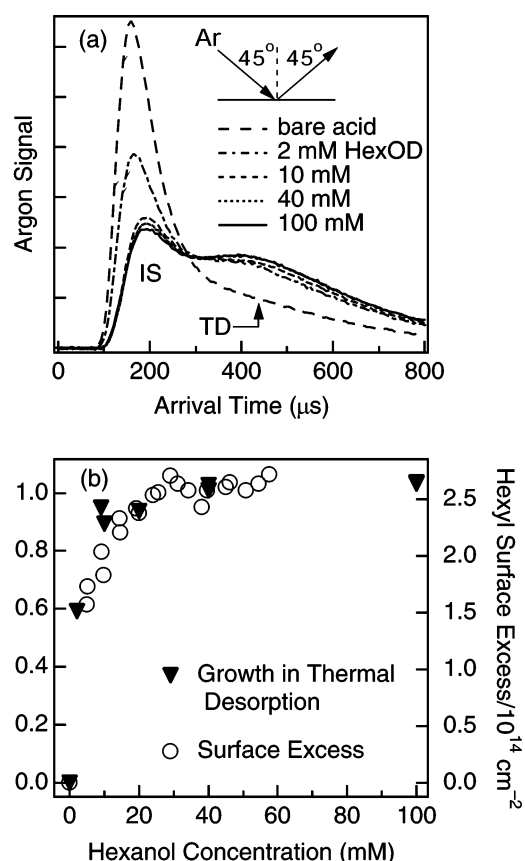 (a)
Ar
45° 45°
bare acid
2 mM HexOD
10 mM
40 mM
100 mM
Argon Signal
IS
TD
0 200 400 600 800
Arrival Time (μs)
(b)
1.0
0.8
0.6
0.4
0.2
0.0
Growth in Thermal
Desorption
Surface Excess
2.5
2.0
1.5
1.0
0.5
0.0
Hexyl Surface Excess/10¹⁴ cm⁻²
0 20 40 60 80 100
Hexanol Concentration (mM)